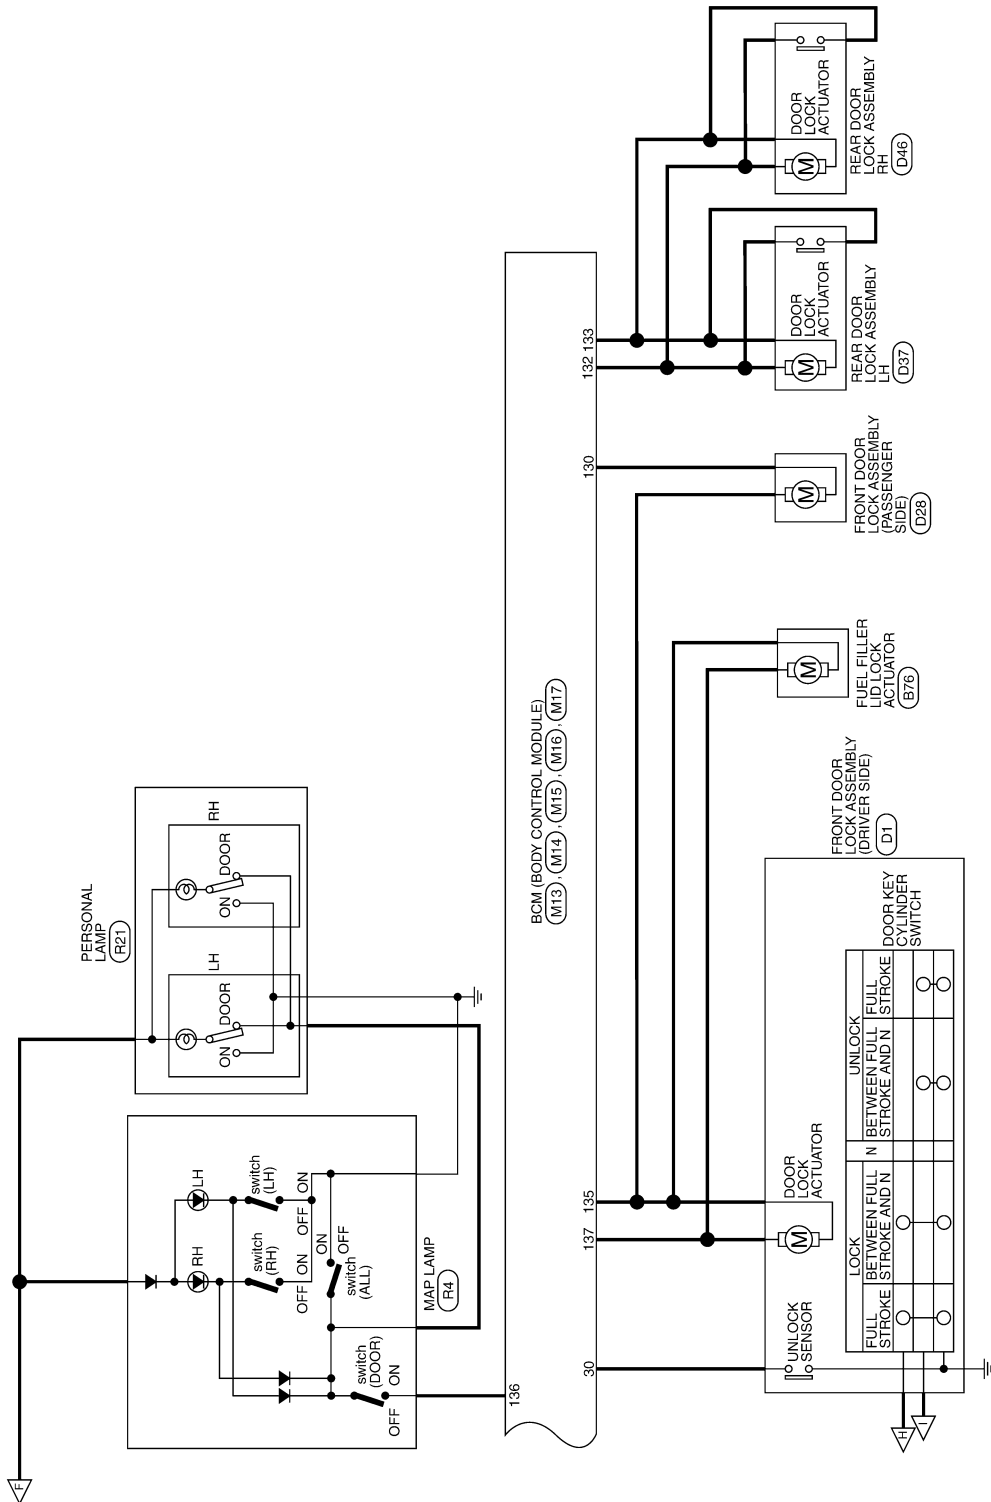 F
PERSONAL
LAMP
R21
LH
ON
DOOR
RH
ON
DOOR
MAP LAMP
R4
RH
LH
switch
(RH)
OFF
ON
switch
(LH)
OFF
ON
switch
(ALL)
ON
OFF
switch
(DOOR)
OFF
ON
136
BCM (BODY CONTROL MODULE)
M13 , M14 , M15 , M16 , M17
30
137
135
130
132
133
UNLOCK
SENSOR
DOOR
LOCK
ACTUATOR
FRONT DOOR
LOCK ASSEMBLY
(DRIVER SIDE)
D1
DOOR KEY
CYLINDER
SWITCH
LOCK
N
UNLOCK
FULL
STROKE
BETWEEN FULL
STROKE AND N
BETWEEN FULL
STROKE AND N
FULL
STROKE
H
I
FUEL FILLER
LID LOCK
ACTUATOR
B76
FRONT DOOR
LOCK ASSEMBLY
(PASSENGER
SIDE)
D28
DOOR
LOCK
ACTUATOR
REAR DOOR
LOCK ASSEMBLY
LH
D37
DOOR
LOCK
ACTUATOR
REAR DOOR
LOCK ASSEMBLY
RH
D46
M
M
M
M
M